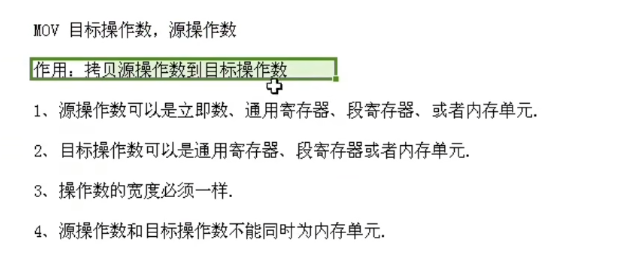 MOV 目标操作数，源操作数
作用：拷贝源操作数到目标操作数
1、源操作数可以是立即数、通用寄存器、段寄存器、或者内存单元.
2、目标操作数可以是通用寄存器、段寄存器或者内存单元.
3、操作数的宽度必须一样.
4、源操作数和目标操作数不能同时为内存单元.